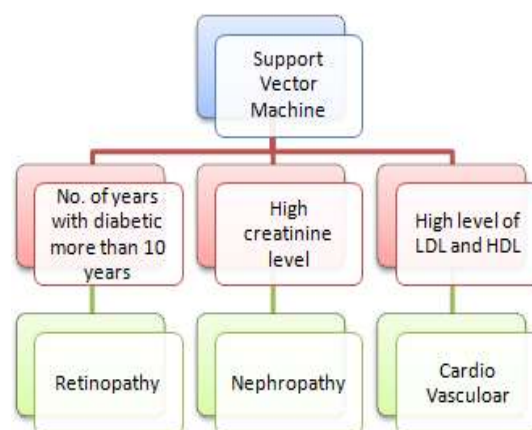 Support
Vector
Machine
No. of years
with diabetic
more than 10
years
High
creatinine
level
High level of
LDL and HDL
Retinopathy
Nephropathy
Cardio
Vasculoar